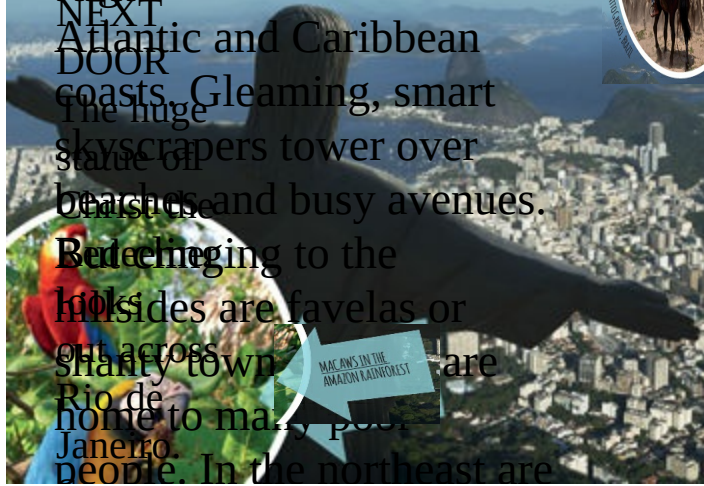 NEXT
DOOR
The huge
statue of
Christ the
Redeemer
looks
out across
Rio de
Janeiro.
Atlantic and Caribbean
coasts. Gleaming, smart
skyscrapers tower over
beaches and busy avenues.
But clinging to the
hillsides are favelas or
shanty town are
home to many poor
people. In the northeast are
MACAWS IN THE
AMAZON RAINFOREST